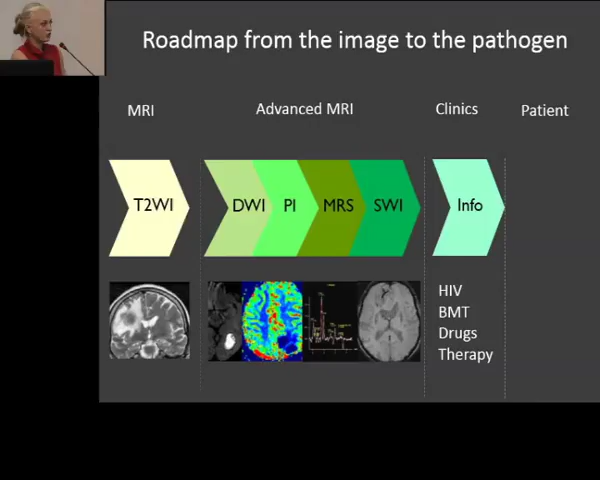 Roadmap from the image to the pathogen
MRI
Advanced MRI
Clinics
Patient
T2WI
DWI
PI
MRS
SWI
Info
HIV
BMT
Drugs
Therapy